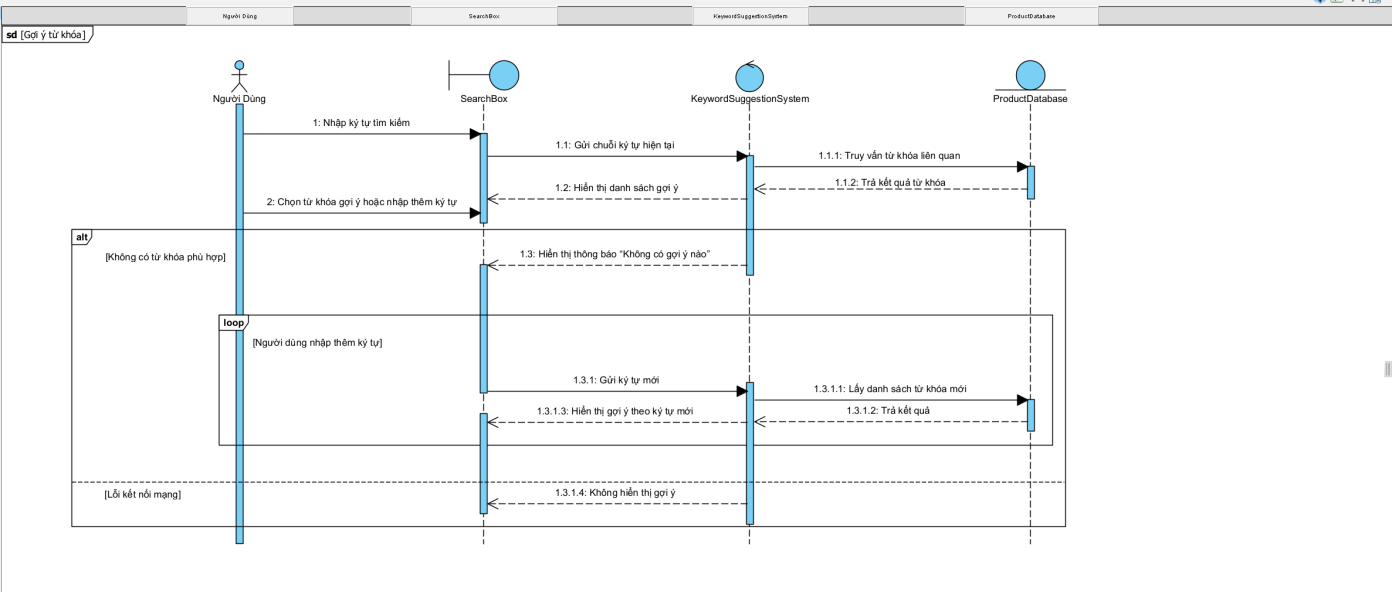 Người Dùng
SearchBox
KeywordSuggestionSystem
ProductDatabase
sd [Gợi ý từ khóa]
Người Dùng
SearchBox
KeywordSuggestionSystem
ProductDatabase
1: Nhập ký tự tìm kiếm
1.1: Gửi chuỗi ký tự hiện tại
1.1.1: Truy vấn từ khóa liên quan
1.1.2: Trả kết quả từ khóa
1.2: Hiển thị danh sách gợi ý
2: Chọn từ khóa gợi ý hoặc nhập thêm ký tự
alt
[Không có từ khóa phù hợp]
1.3: Hiển thị thông báo “Không có gợi ý nào”
loop
[Người dùng nhập thêm ký tự]
1.3.1: Gửi ký tự mới
1.3.1.1: Lấy danh sách từ khóa mới
1.3.1.3: Hiển thị gợi ý theo ký tự mới
1.3.1.2: Trả kết quả
[Lỗi kết nối mạng]
1.3.1.4: Không hiển thị gợi ý